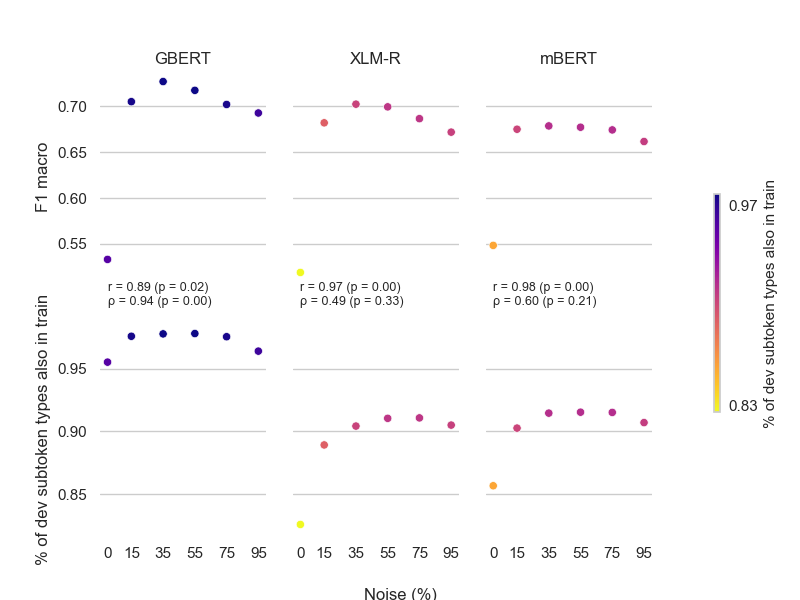 GBERT XLM-R mBERT
0.70
0.65
0.60
0.55
F1 macro
r = 0.89 (p = 0.02)
ρ = 0.94 (p = 0.00)
r = 0.97 (p = 0.00)
ρ = 0.49 (p = 0.33)
r = 0.98 (p = 0.00)
ρ = 0.60 (p = 0.21)
0.95
0.90
0.85
% of dev subtoken types also in train
0 15 35 55 75 95
0 15 35 55 75 95
0 15 35 55 75 95
Noise (%)
0.97
0.83
% of dev subtoken types also in train